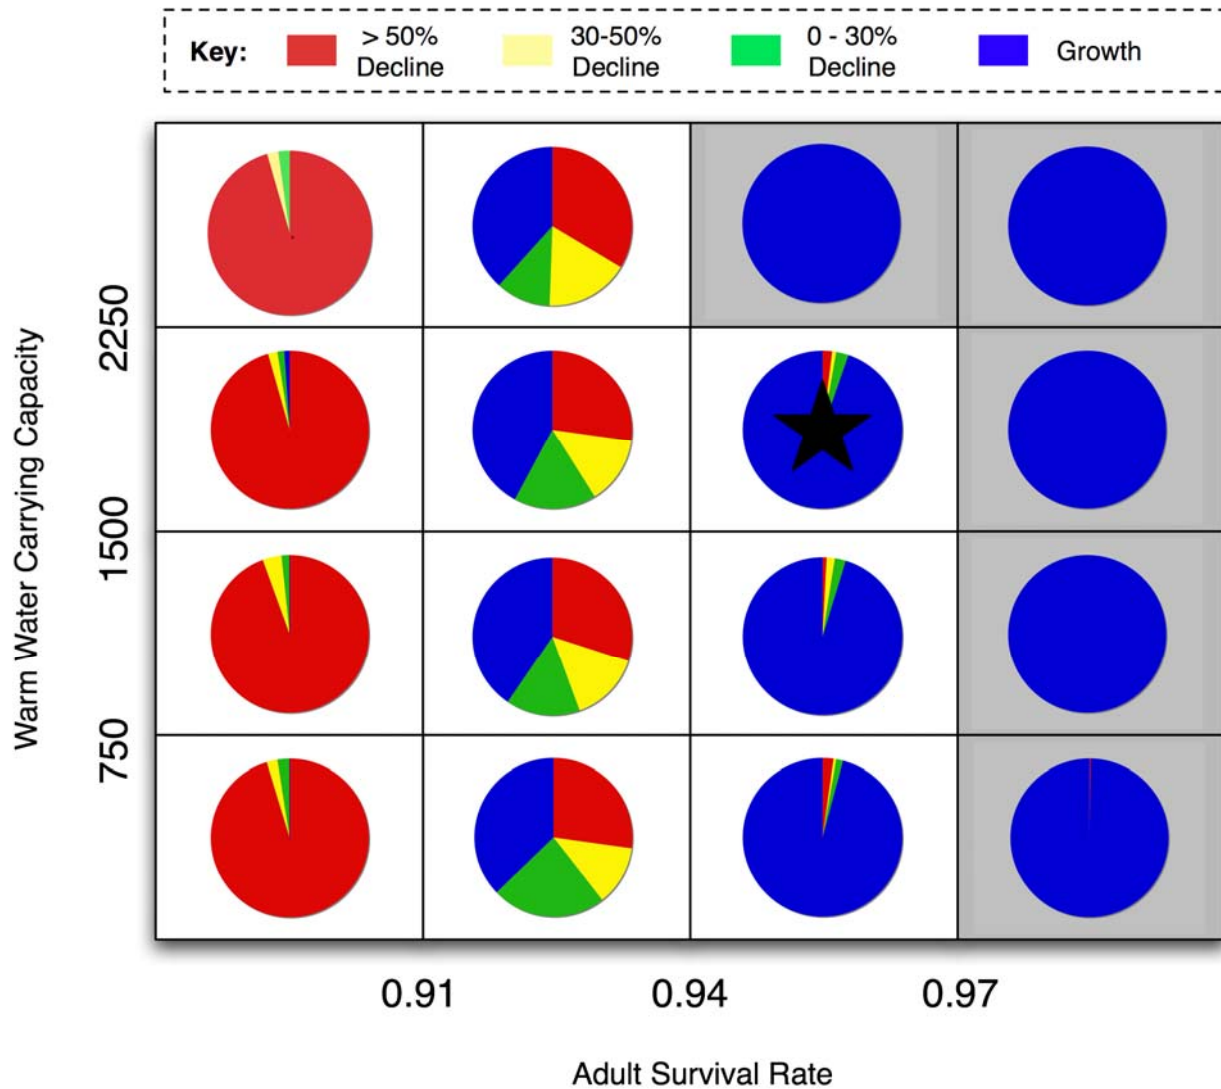 Key:
> 50%
Decline
30-50%
Decline
0 - 30%
Decline
Growth
Warm Water Carrying Capacity
2250
1500
750
0.91
0.94
0.97
Adult Survival Rate